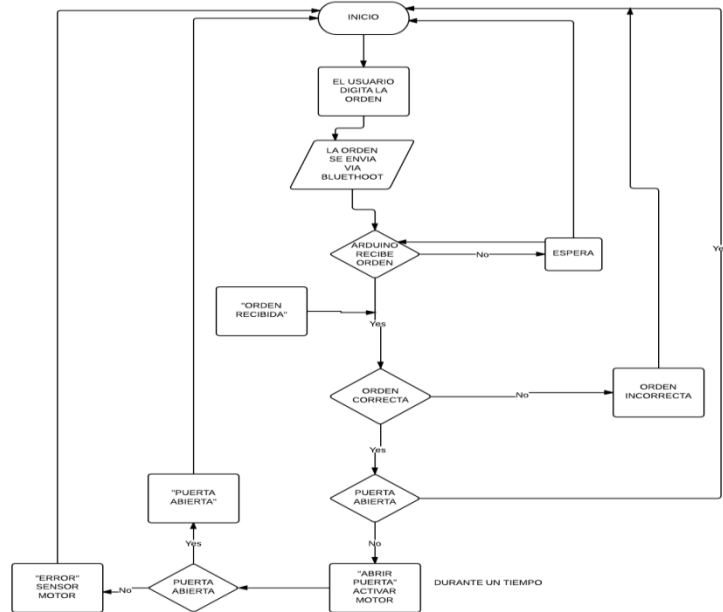 INICIO
EL USUARIO
DIGITA LA
ORDEN
LA ORDEN
SE ENVIA
VIA
BLUETHOOT
ARDUINO
RECIBE
ORDEN
No
ESPERA
"ORDEN
RECIBIDA"
Yes
ORDEN
CORRECTA
No
ORDEN
INCORRECTA
Yes
PUERTA
ABIERTA
Ye
No
"ABRIR
PUERTA"
ACTIVAR
MOTOR
DURANTE UN TIEMPO
PUERTA
ABIERTA
Yes
"PUERTA
ABIERTA"
No
"ERROR"
SENSOR
MOTOR